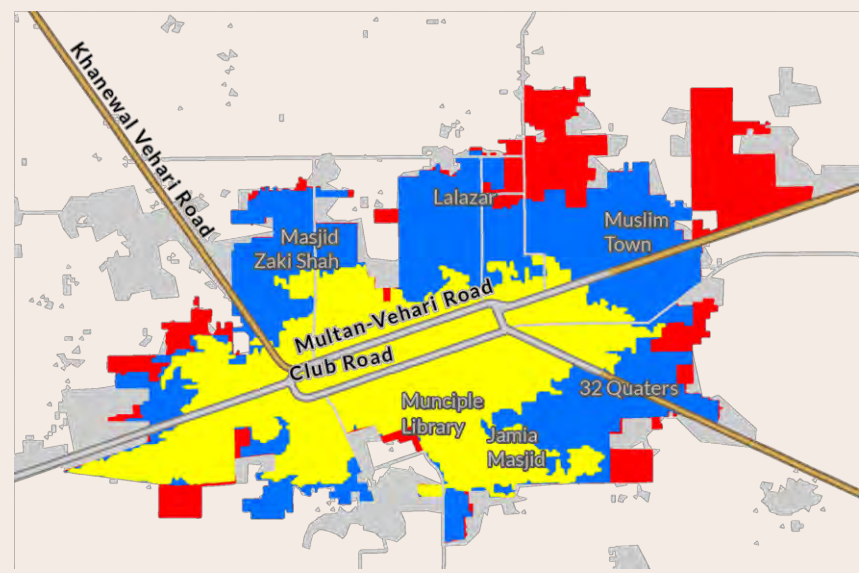 Khanewal Vehari Road
Lalazar
Muslim
Town
Masjid
Zaki Shah
Multan-Vehari Road
Club Road
32 Quaters
Munciple
Library
Jamia
Masjid